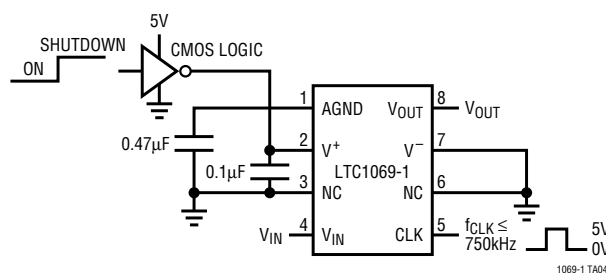 5V
SHUTDOWN
CMOS LOGIC
ON
1
AGND
VOUT
8
VOUT
0.47µF
2
V+
V−
7
0.1µF
LTC1069-1
3
NC
NC
6
VIN
4
VIN
CLK
5
fCLK ≤
750kHz
5V
0V
1069-1 TA04